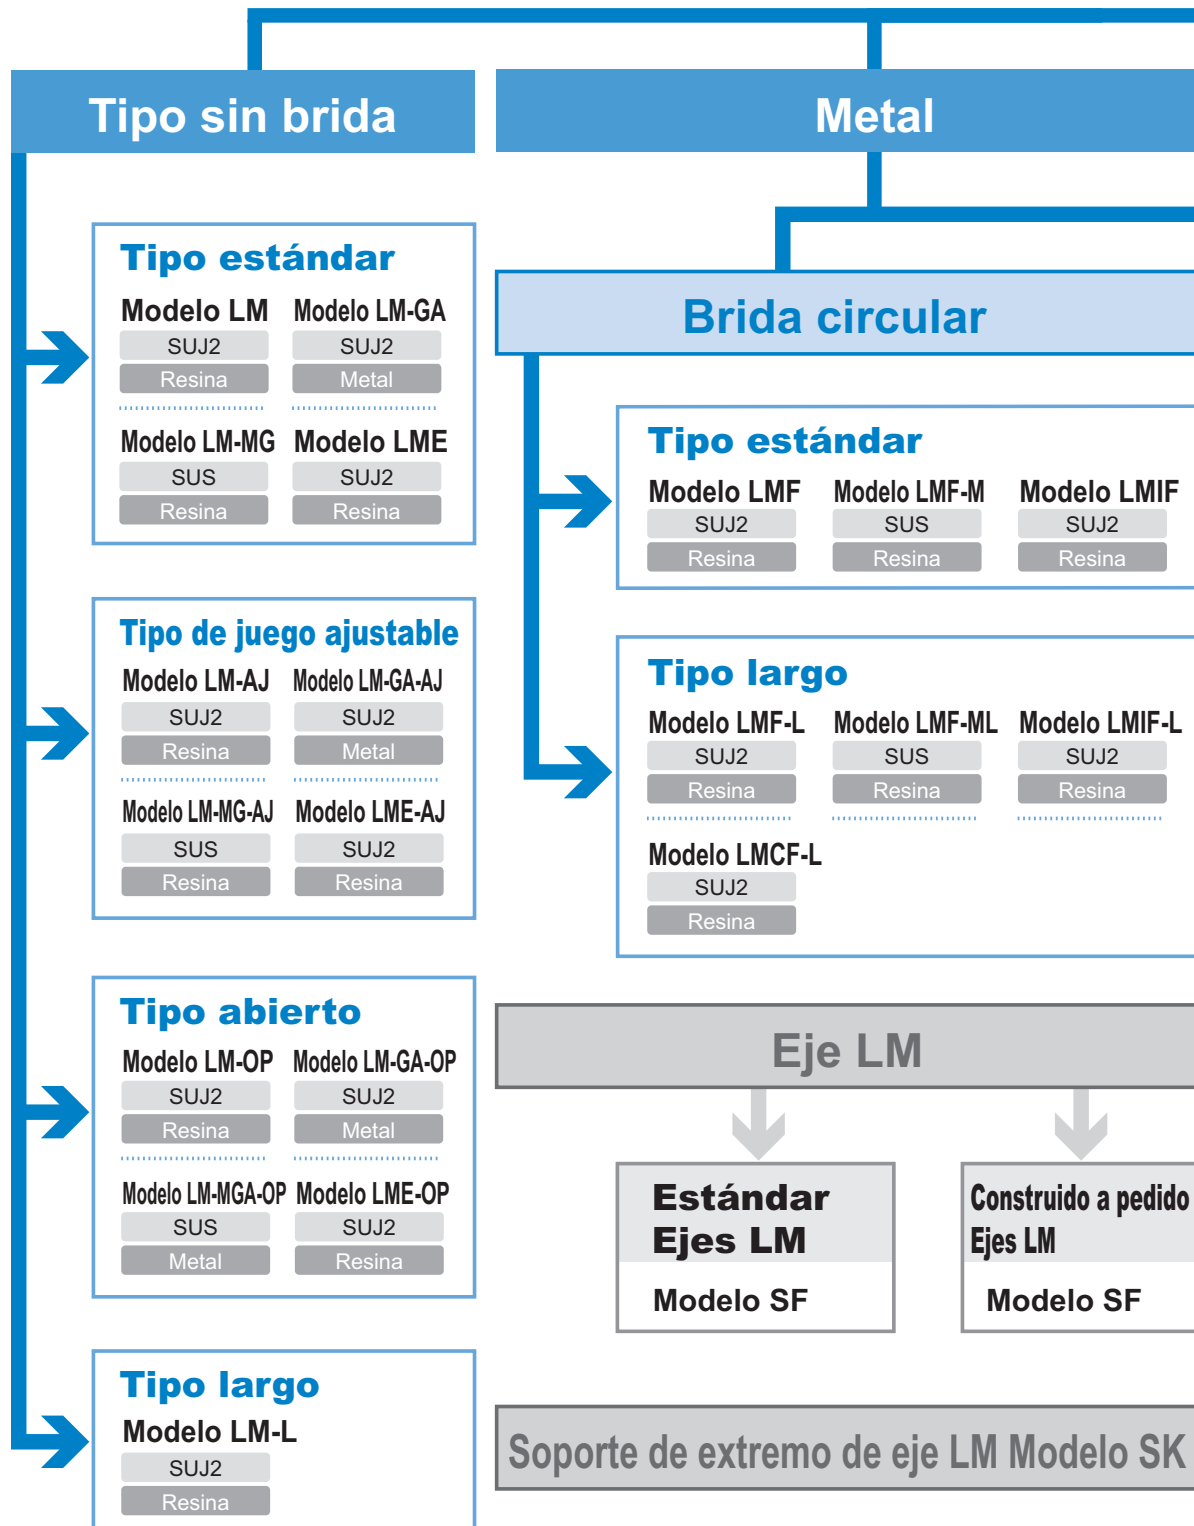 Tipo sin brida
Metal
Tipo estándar
Modelo LM
Modelo LM-GA
SUJ2
SUJ2
Resina
Metal
Modelo LM-MG
Modelo LME
SUS
SUJ2
Resina
Resina
Tipo de juego ajustable
Modelo LM-AJ
Modelo LM-GA-AJ
SUJ2
SUJ2
Resina
Metal
Modelo LM-MG-AJ
Modelo LME-AJ
SUS
SUJ2
Resina
Resina
Tipo abierto
Modelo LM-OP
Modelo LM-GA-OP
SUJ2
SUJ2
Resina
Metal
Modelo LM-MGA-OP
Modelo LME-OP
SUS
SUJ2
Metal
Resina
Tipo largo
Modelo LM-L
SUJ2
Resina
Brida circular
Tipo estándar
Modelo LMF
Modelo LMF-M
Modelo LMIF
SUJ2
SUS
SUJ2
Resina
Resina
Resina
Tipo largo
Modelo LMF-L
Modelo LMF-ML
Modelo LMIF-L
SUJ2
SUS
SUJ2
Resina
Resina
Resina
Modelo LMCF-L
SUJ2
Resina
Eje LM
Estándar
Ejes LM
Modelo SF
Construido a pedido
Ejes LM
Modelo SF
Soporte de extremo de eje LM Modelo SK